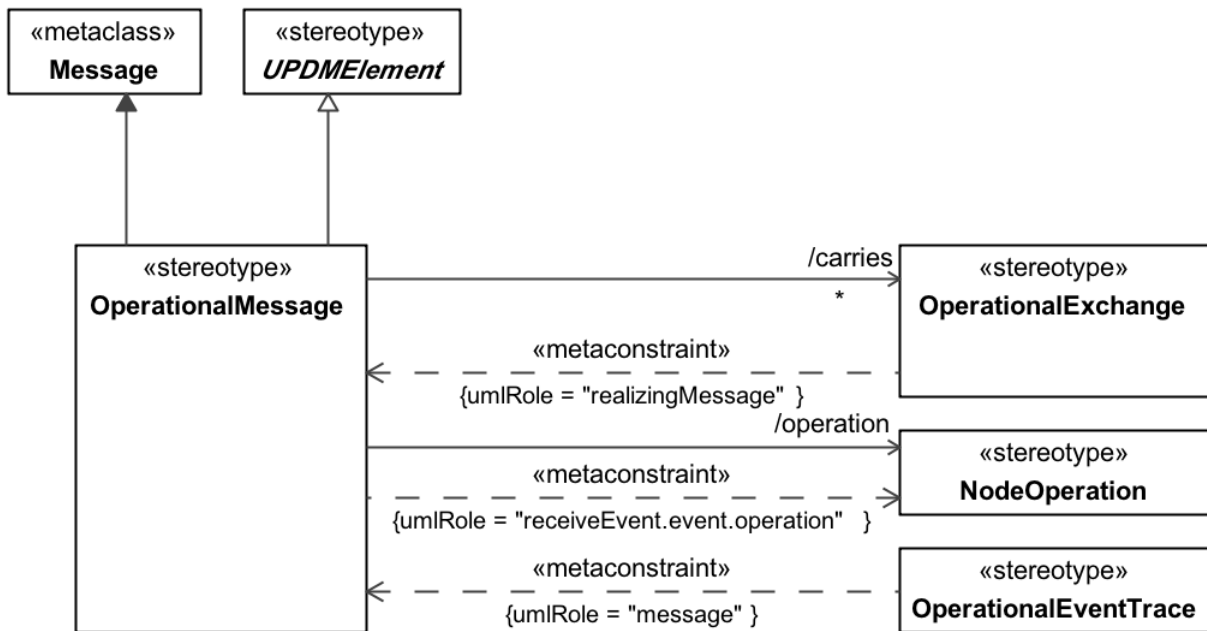 «metaclass»
Message
«stereotype»
UPDMElement
«stereotype»
OperationalMessage
/carries
*
«stereotype»
OperationalExchange
«metaconstraint»
{umlRole = "realizingMessage" }
/operation
«stereotype»
NodeOperation
«metaconstraint»
{umlRole = "receiveEvent.event.operation" }
«metaconstraint»
{umlRole = "message" }
«stereotype»
OperationalEventTrace